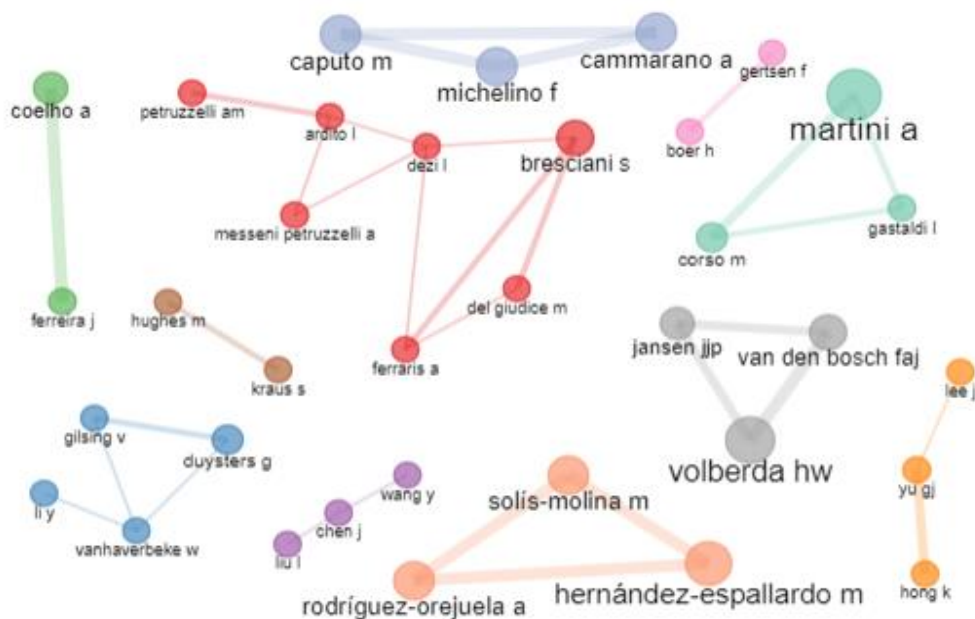 caputo m
cammarano a
michelino f
gertsen f
boer h
coelho a
petruzzelli am
ardito l
dezi l
bresciani s
martini a
messeni petruzzelli a
gastaldi l
corso m
ferreira j
hughes m
del giudice m
kraus s
ferraris a
jansen jjp
van den bosch faj
lee j
gilsing v
duysters g
volberda hw
li y
vanhaverbeke w
wang y
chen j
liu l
solís-molina m
yu gj
rodríguez-orejuela a
hernández-espallardo m
hong k